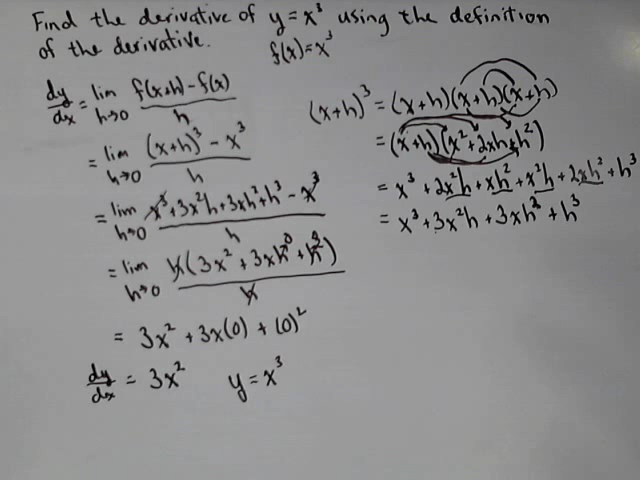 Find the derivative of y = x³ using the definition
of the derivative. f(x) = x³
dy/dx = lim h→0 (f(x+h) - f(x))/h
= lim h→0 ((x+h)³ - x³)/h
= lim h→0 (x³ + 3x²h + 3xh² + h³ - x³)/h
= lim h→0 h(3x² + 3xh + h²)/h
= 3x² + 3x(0) + (0)²
dy/dx = 3x² y = x³
(x+h)³ = (x+h)(x+h)(x+h)
= (x+h)(x² + 2xh + h²)
= x³ + 2x²h + xh² + x²h + 2xh² + h³
= x³ + 3x²h + 3xh² + h³